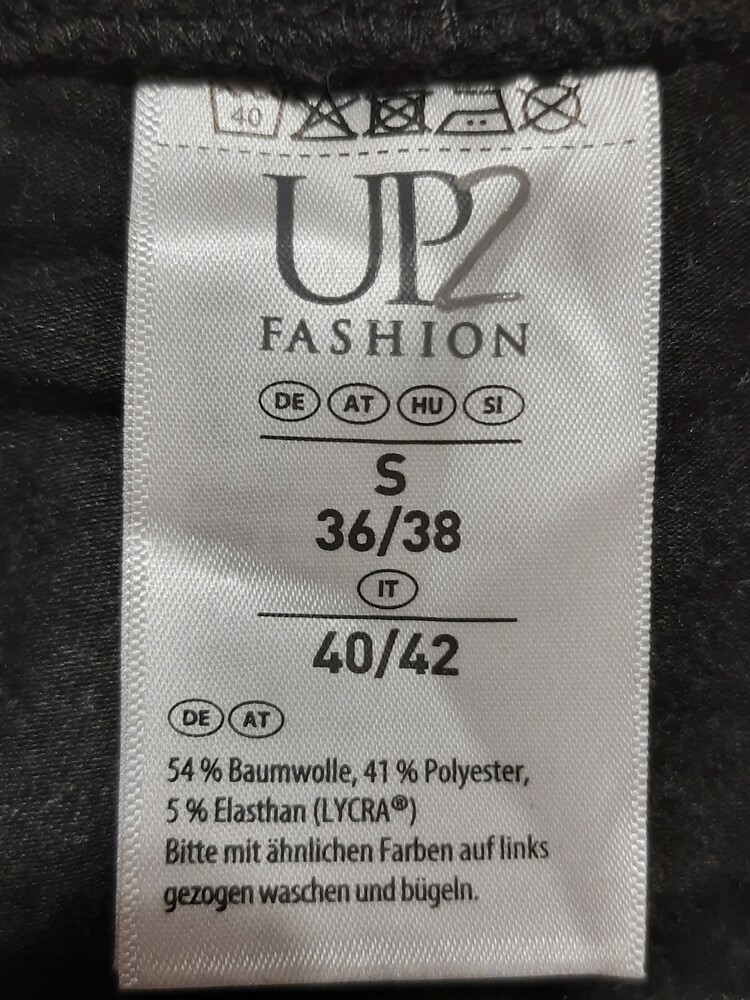 40
UP2
FASHION
DE AT HU SI
S
36/38
IT
40/42
DE AT
54 % Baumwolle, 41 % Polyester,
5 % Elasthan (LYCRA®)
Bitte mit ähnlichen Farben auf links
gezogen waschen und bügeln.